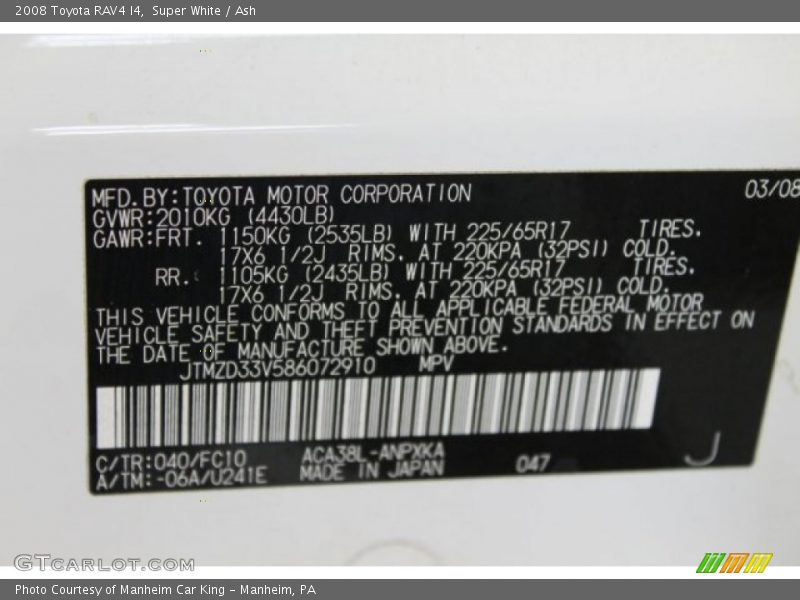 2008 Toyota RAV4 I4, Super White / Ash
MFD. BY: TOYOTA MOTOR CORPORATION 03/08
GVWR: 2010KG (4430LB)
GAWR: FRT. 1150KG (2535LB) WITH 225/65R17 TIRES.
17X6 1/2J RIMS. AT 220KPA (32PSI) COLD.
RR. 1105KG (2435LB) WITH 225/65R17 TIRES.
17X6 1/2J RIMS. AT 220KPA (32PSI) COLD.
THIS VEHICLE CONFORMS TO ALL APPLICABLE FEDERAL MOTOR
VEHICLE SAFETY AND THEFT PREVENTION STANDARDS IN EFFECT ON
THE DATE OF MANUFACTURE SHOWN ABOVE.
JTMZD33V586072910 MPV
C/TR: 040/FC10 ACA38L-ANPXKA 047 J
A/TM: -06A/U241E MADE IN JAPAN
GTCARLOT.COM
Photo Courtesy of Manheim Car King - Manheim, PA